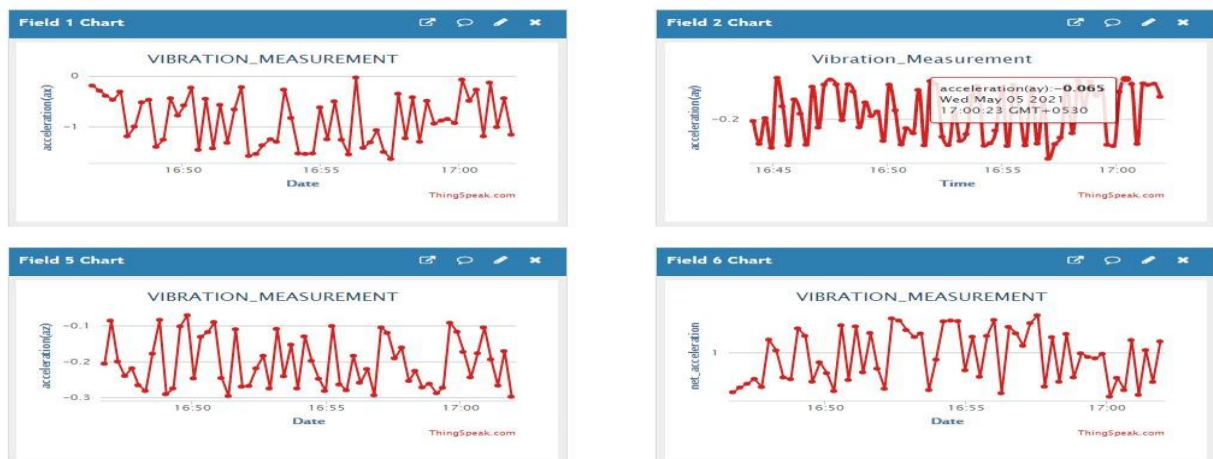 Field 1 Chart
VIBRATION_MEASUREMENT
acceleration(ax)
0
-1
16:50
16:55
17:00
Date
ThingSpeak.com
Field 2 Chart
Vibration_Measurement
acceleration(ay)
-0.2
acceleration(ay): -0.065
Wed May 05 2021
17:00:23 GMT+0530
16:45
16:50
16:55
17:00
Time
ThingSpeak.com
Field 5 Chart
VIBRATION_MEASUREMENT
acceleration(az)
-0.1
-0.2
-0.3
16:50
16:55
17:00
Date
ThingSpeak.com
Field 6 Chart
VIBRATION_MEASUREMENT
net_acceleration
1
16:50
16:55
17:00
Date
ThingSpeak.com